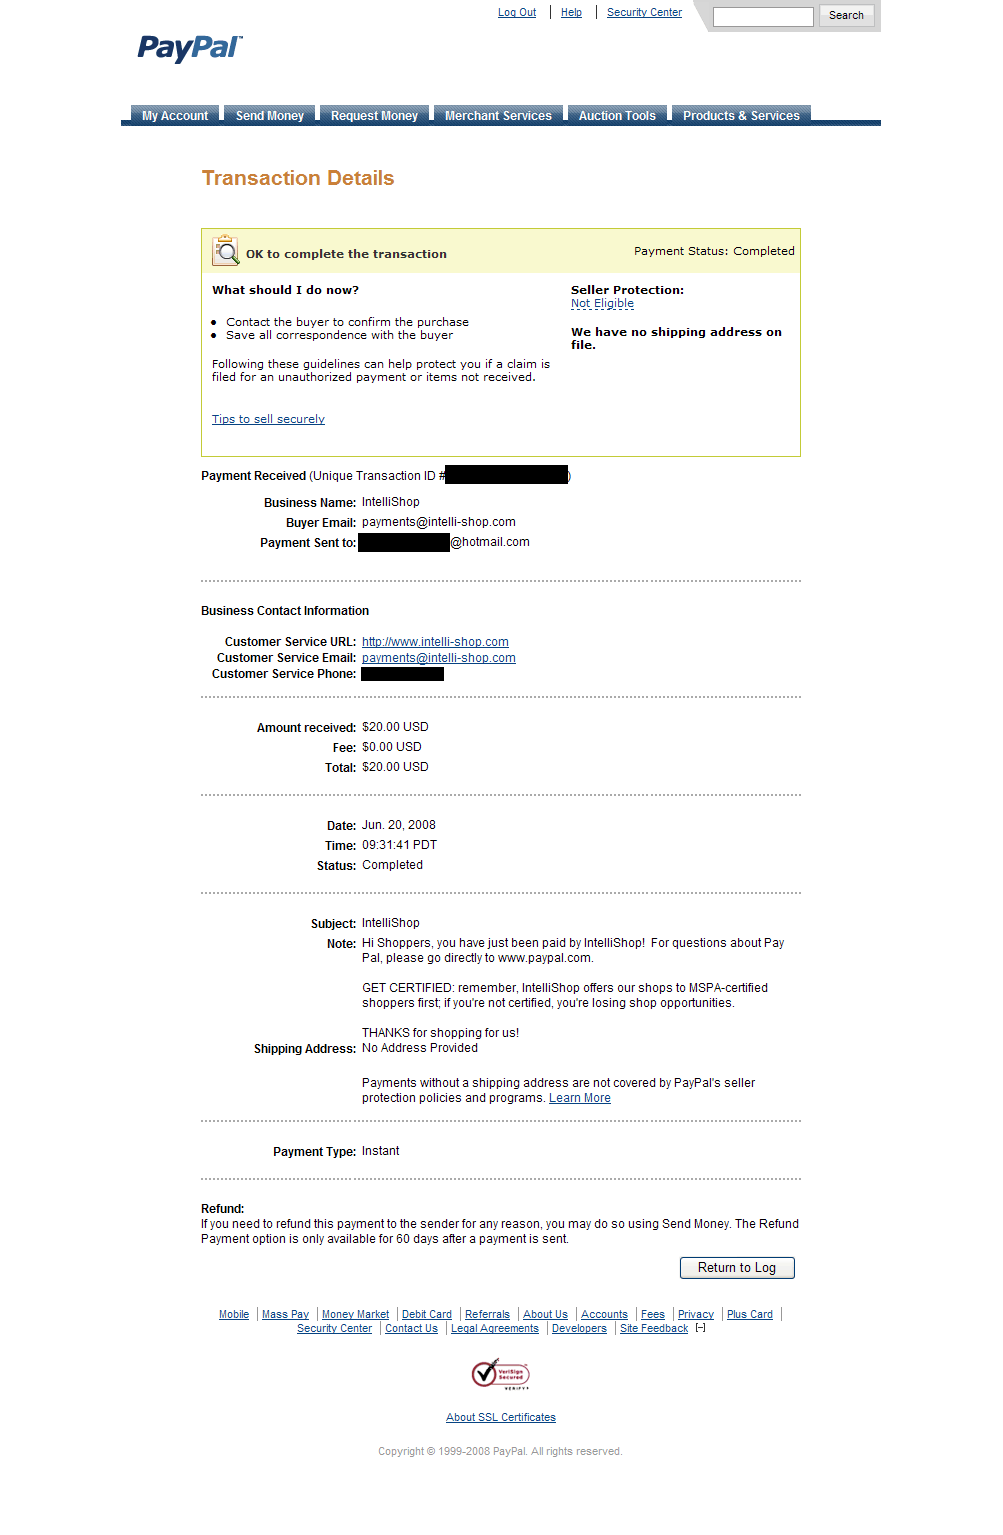 Log Out | Help | Security Center Search
PayPal™
My Account Send Money Request Money Merchant Services Auction Tools Products & Services
Transaction Details
OK to complete the transaction Payment Status: Completed
What should I do now?
• Contact the buyer to confirm the purchase
• Save all correspondence with the buyer
Following these guidelines can help protect you if a claim is
filed for an unauthorized payment or items not received.
Tips to sell securely
Seller Protection:
Not Eligible
We have no shipping address on
file.
Payment Received (Unique Transaction ID # )
Business Name: IntelliShop
Buyer Email: payments@intelli-shop.com
Payment Sent to: @hotmail.com
Business Contact Information
Customer Service URL: http://www.intelli-shop.com
Customer Service Email: payments@intelli-shop.com
Customer Service Phone:
Amount received: $20.00 USD
Fee: $0.00 USD
Total: $20.00 USD
Date: Jun. 20, 2008
Time: 09:31:41 PDT
Status: Completed
Subject: IntelliShop
Note: Hi Shoppers, you have just been paid by IntelliShop! For questions about Pay
Pal, please go directly to www.paypal.com.
GET CERTIFIED: remember, IntelliShop offers our shops to MSPA-certified
shoppers first; if you're not certified, you're losing shop opportunities.
THANKS for shopping for us!
Shipping Address: No Address Provided
Payments without a shipping address are not covered by PayPal's seller
protection policies and programs. Learn More
Payment Type: Instant
Refund:
If you need to refund this payment to the sender for any reason, you may do so using Send Money. The Refund
Payment option is only available for 60 days after a payment is sent.
Return to Log
Mobile | Mass Pay | Money Market | Debit Card | Referrals | About Us | Accounts | Fees | Privacy | Plus Card |
Security Center | Contact Us | Legal Agreements | Developers | Site Feedback [-]
VeriSign
Secured
VERIFY
About SSL Certificates
Copyright © 1999-2008 PayPal. All rights reserved.